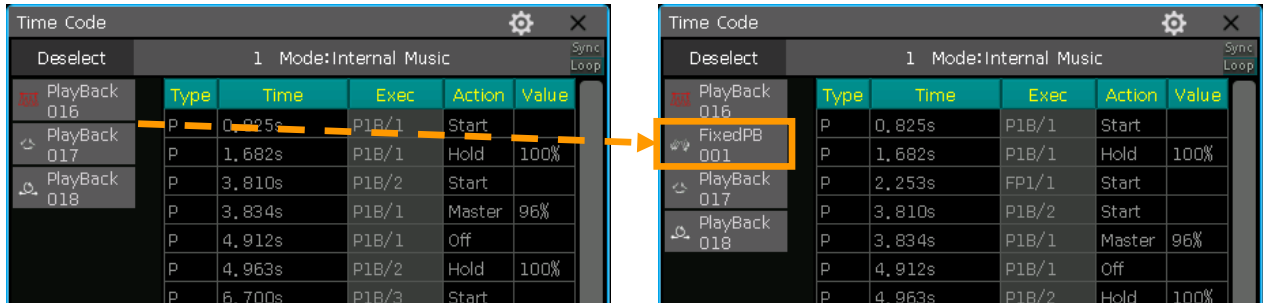 Time Code
Deselect 1 Mode:Internal Music Sync Loop
PlayBack 016
PlayBack 017
PlayBack 018
Type Time Exec Action Value
P 0.825s P1B/1 Start
P 1.682s P1B/1 Hold 100%
P 3.810s P1B/2 Start
P 3.834s P1B/1 Master 96%
P 4.912s P1B/1 Off
P 4.963s P1B/2 Hold 100%
P 6.700s P1B/3 Start
Time Code
Deselect 1 Mode:Internal Music Sync Loop
PlayBack 016
FixedPB 001
PlayBack 017
PlayBack 018
Type Time Exec Action Value
P 0.825s P1B/1 Start
P 1.682s P1B/1 Hold 100%
P 2.253s FP1/1 Start
P 3.810s P1B/2 Start
P 3.834s P1B/1 Master 96%
P 4.912s P1B/1 Off
P 4.963s P1B/2 Hold 100%